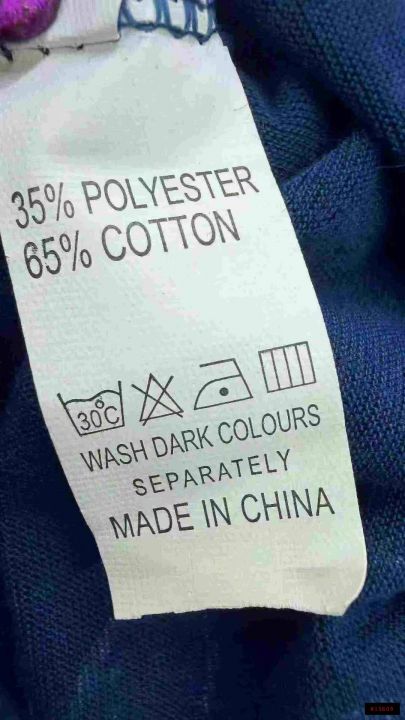 35% POLYESTER
65% COTTON
30°C
WASH DARK COLOURS
SEPARATELY
MADE IN CHINA